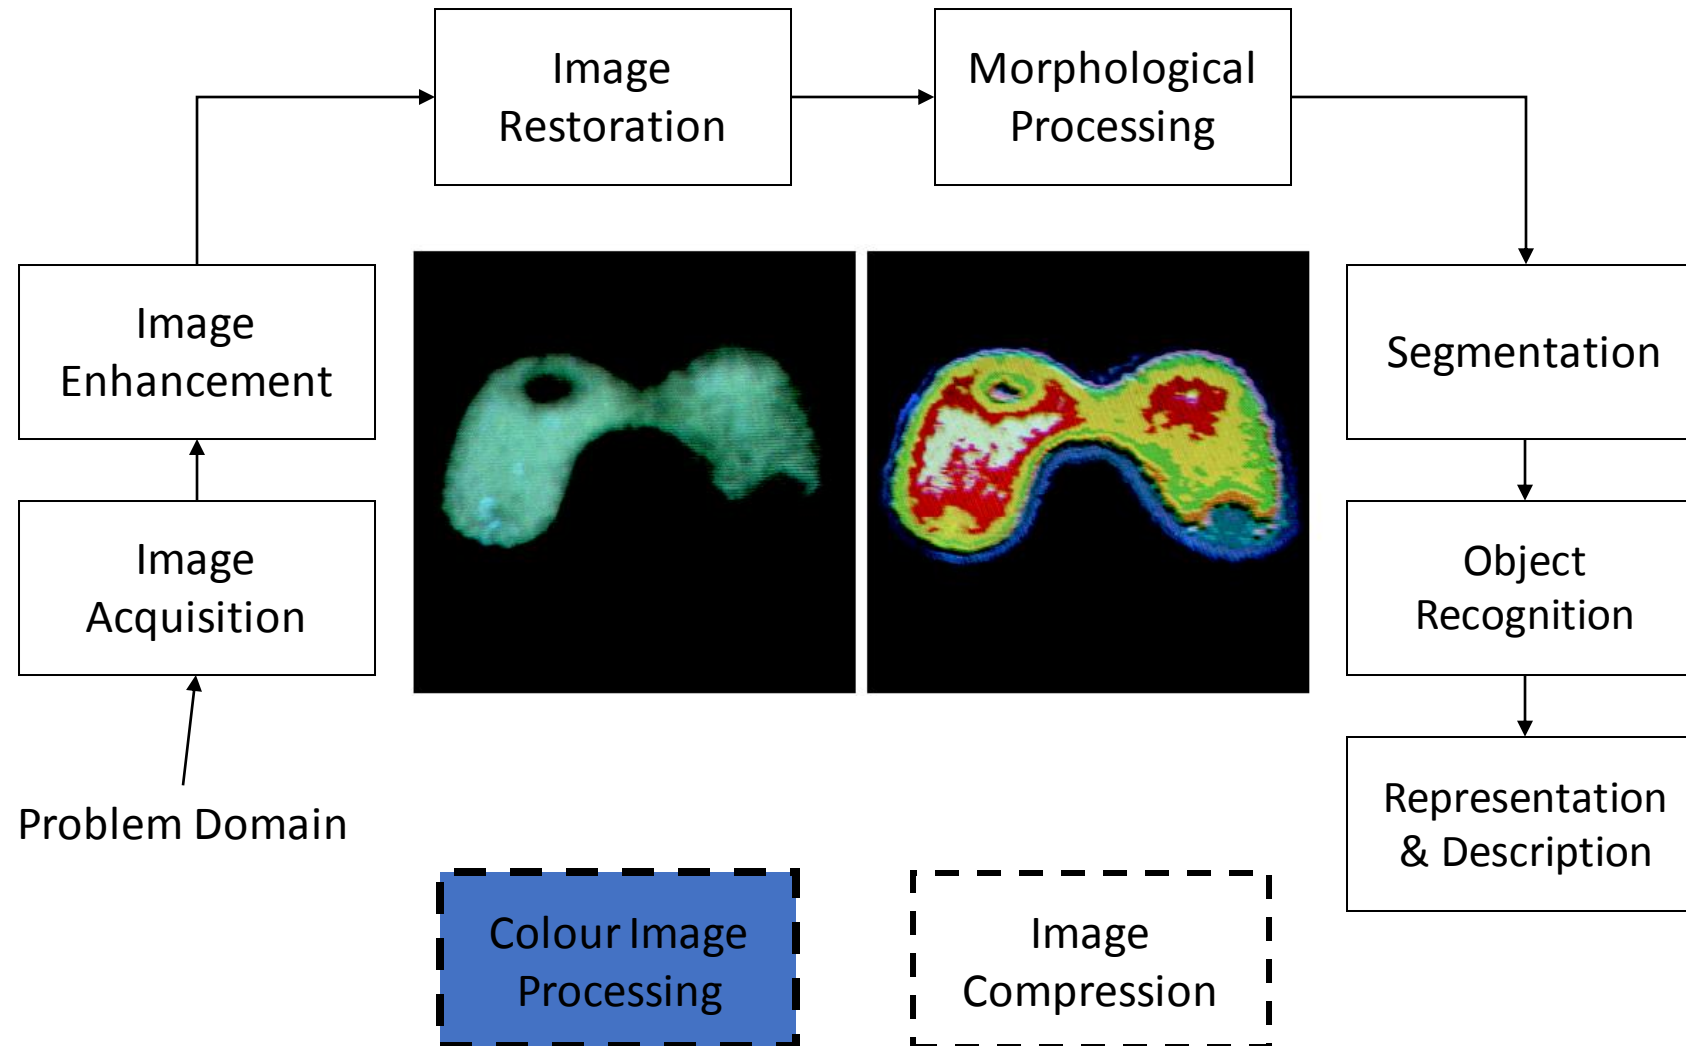 Image
Restoration
Morphological
Processing
Image
Enhancement
Segmentation
Image
Acquisition
Object
Recognition
Problem Domain
Representation
& Description
Colour Image
Processing
Image
Compression